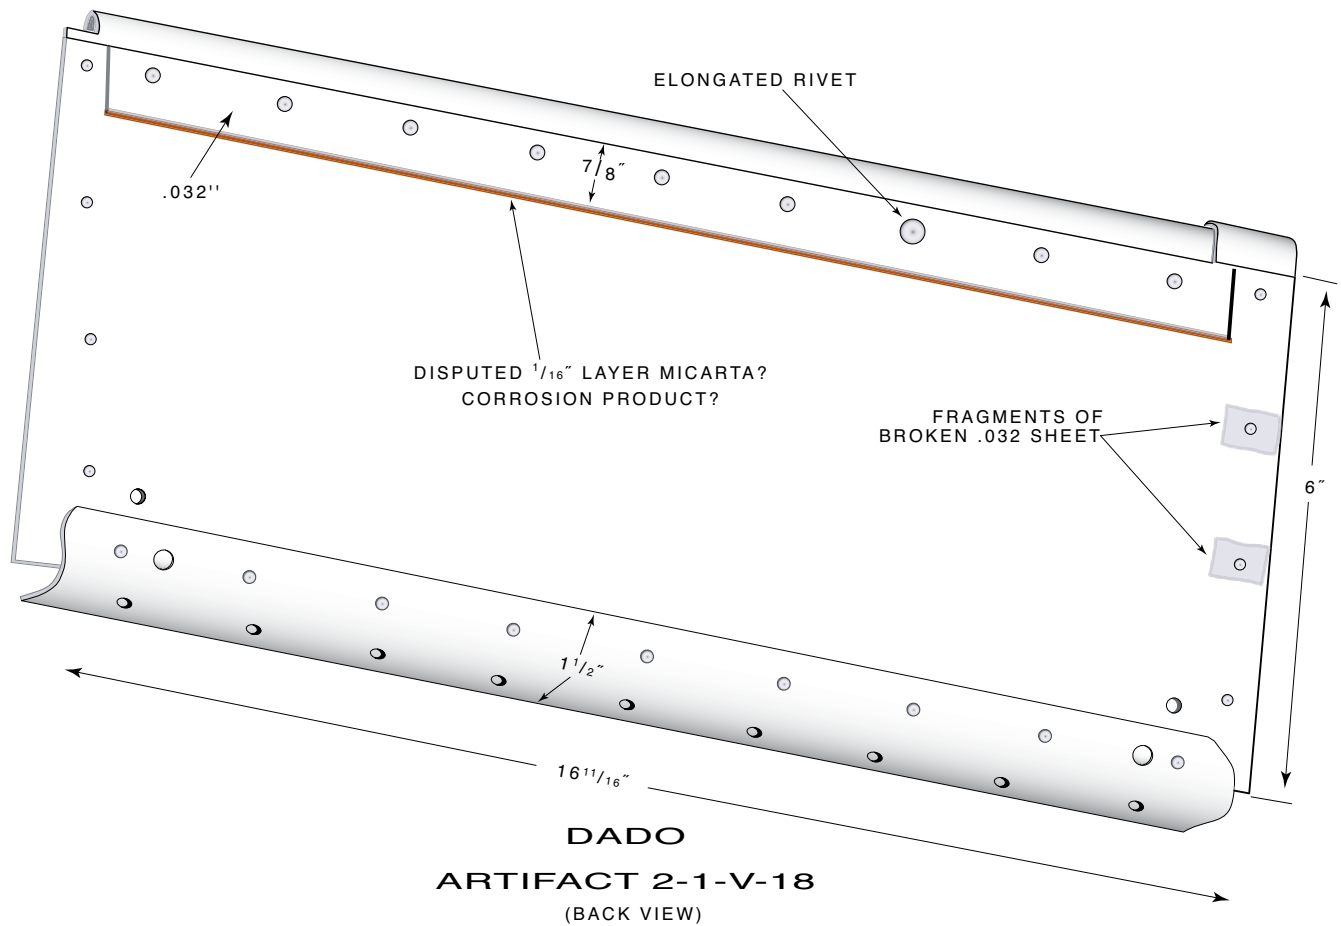 ELONGATED RIVET
7/8″
.032''
DISPUTED 1/16″ LAYER MICARTA?
CORROSION PRODUCT?
FRAGMENTS OF
BROKEN .032 SHEET
6″
1 1/2″
16 11/16″
DADO
ARTIFACT 2-1-V-18
(BACK VIEW)